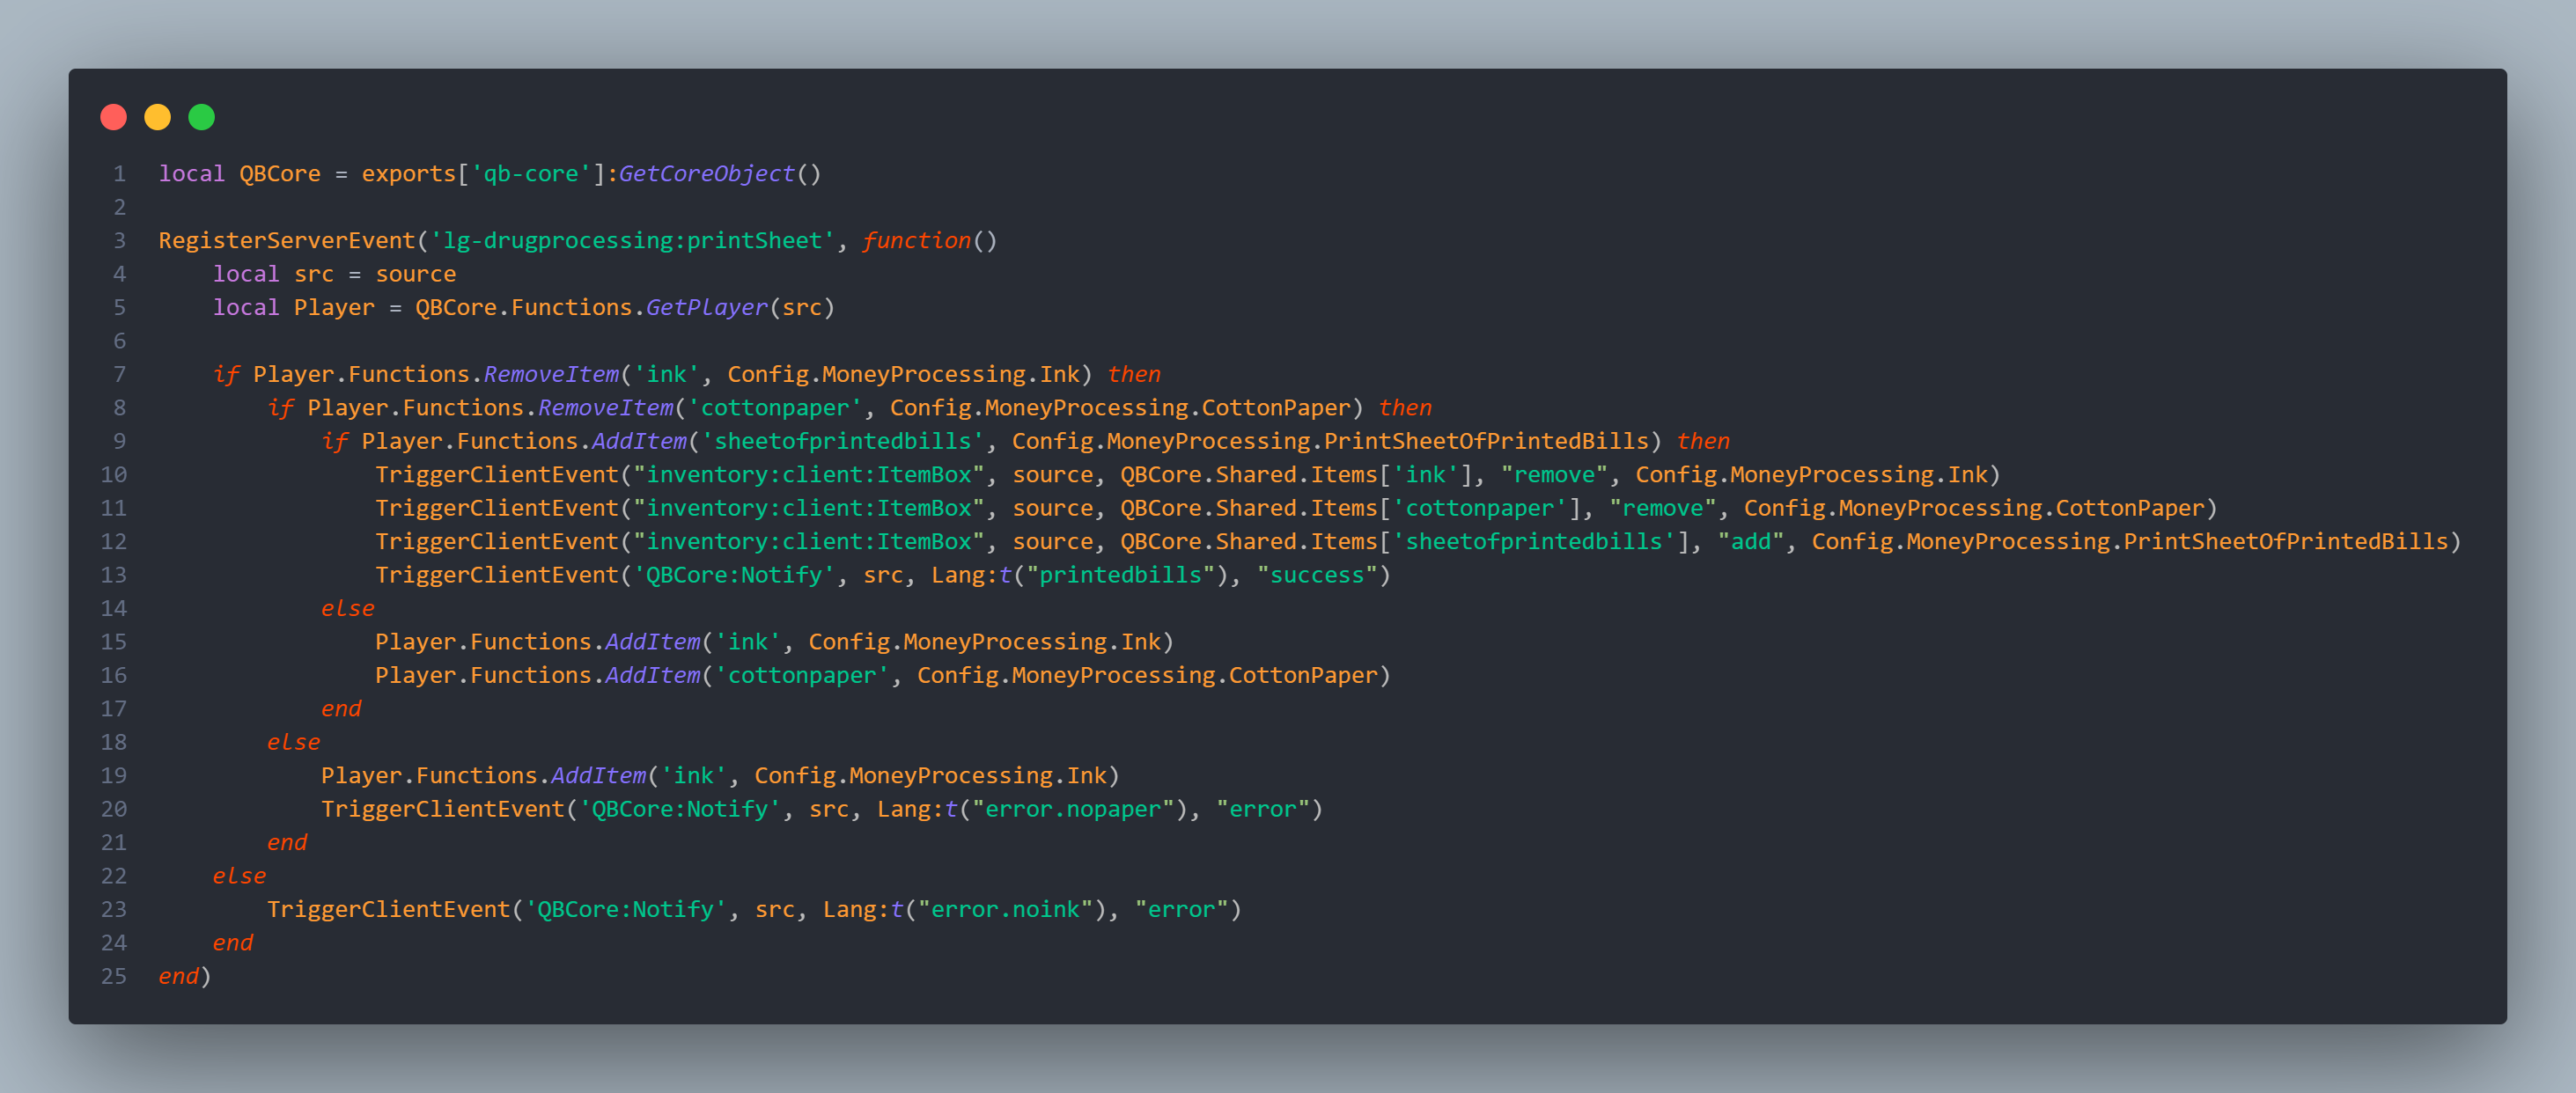 1 local QBCore = exports['qb-core']:GetCoreObject()
2
3 RegisterServerEvent('lg-drugprocessing:printSheet', function()
4     local src = source
5     local Player = QBCore.Functions.GetPlayer(src)
6
7     if Player.Functions.RemoveItem('ink', Config.MoneyProcessing.Ink) then
8         if Player.Functions.RemoveItem('cottonpaper', Config.MoneyProcessing.CottonPaper) then
9             if Player.Functions.AddItem('sheetofprintedbills', Config.MoneyProcessing.PrintSheetOfPrintedBills) then
10                 TriggerClientEvent("inventory:client:ItemBox", source, QBCore.Shared.Items['ink'], "remove", Config.MoneyProcessing.Ink)
11                 TriggerClientEvent("inventory:client:ItemBox", source, QBCore.Shared.Items['cottonpaper'], "remove", Config.MoneyProcessing.CottonPaper)
12                 TriggerClientEvent("inventory:client:ItemBox", source, QBCore.Shared.Items['sheetofprintedbills'], "add", Config.MoneyProcessing.PrintSheetOfPrintedBills)
13                 TriggerClientEvent('QBCore:Notify', src, Lang:t("printedbills"), "success")
14             else
15                 Player.Functions.AddItem('ink', Config.MoneyProcessing.Ink)
16                 Player.Functions.AddItem('cottonpaper', Config.MoneyProcessing.CottonPaper)
17             end
18         else
19             Player.Functions.AddItem('ink', Config.MoneyProcessing.Ink)
20             TriggerClientEvent('QBCore:Notify', src, Lang:t("error.nopaper"), "error")
21         end
22     else
23         TriggerClientEvent('QBCore:Notify', src, Lang:t("error.noink"), "error")
24     end
25 end)